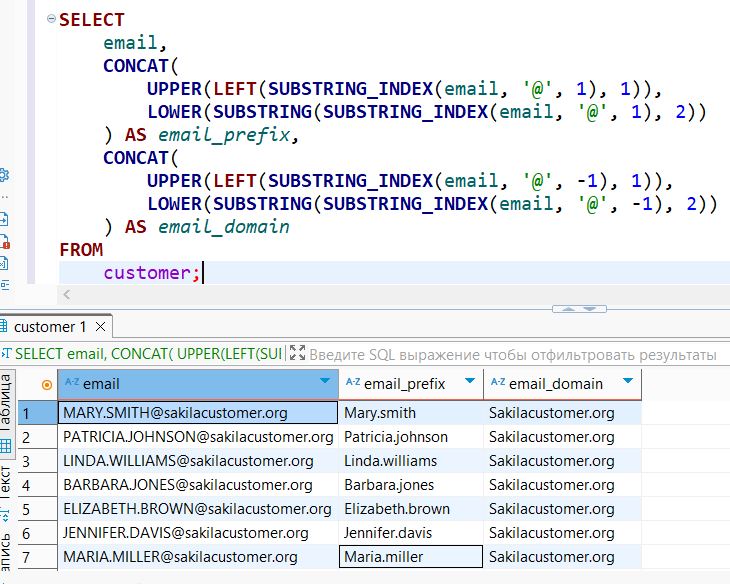 SELECT
email,
CONCAT(
UPPER(LEFT(SUBSTRING_INDEX(email, '@', 1), 1)),
LOWER(SUBSTRING(SUBSTRING_INDEX(email, '@', 1), 2))
) AS email_prefix,
CONCAT(
UPPER(LEFT(SUBSTRING_INDEX(email, '@', -1), 1)),
LOWER(SUBSTRING(SUBSTRING_INDEX(email, '@', -1), 2))
) AS email_domain
FROM
customer;
customer 1
SELECT email, CONCAT( UPPER(LEFT(SUI Введите SQL выражение чтобы отфильтровать результаты
Таблица
Текст
A-Z email A-Z email_prefix A-Z email_domain
1 MARY.SMITH@sakilacustomer.org Mary.smith Sakilacustomer.org
2 PATRICIA.JOHNSON@sakilacustomer.org Patricia.johnson Sakilacustomer.org
3 LINDA.WILLIAMS@sakilacustomer.org Linda.williams Sakilacustomer.org
4 BARBARA.JONES@sakilacustomer.org Barbara.jones Sakilacustomer.org
5 ELIZABETH.BROWN@sakilacustomer.org Elizabeth.brown Sakilacustomer.org
6 JENNIFER.DAVIS@sakilacustomer.org Jennifer.davis Sakilacustomer.org
7 MARIA.MILLER@sakilacustomer.org Maria.miller Sakilacustomer.org